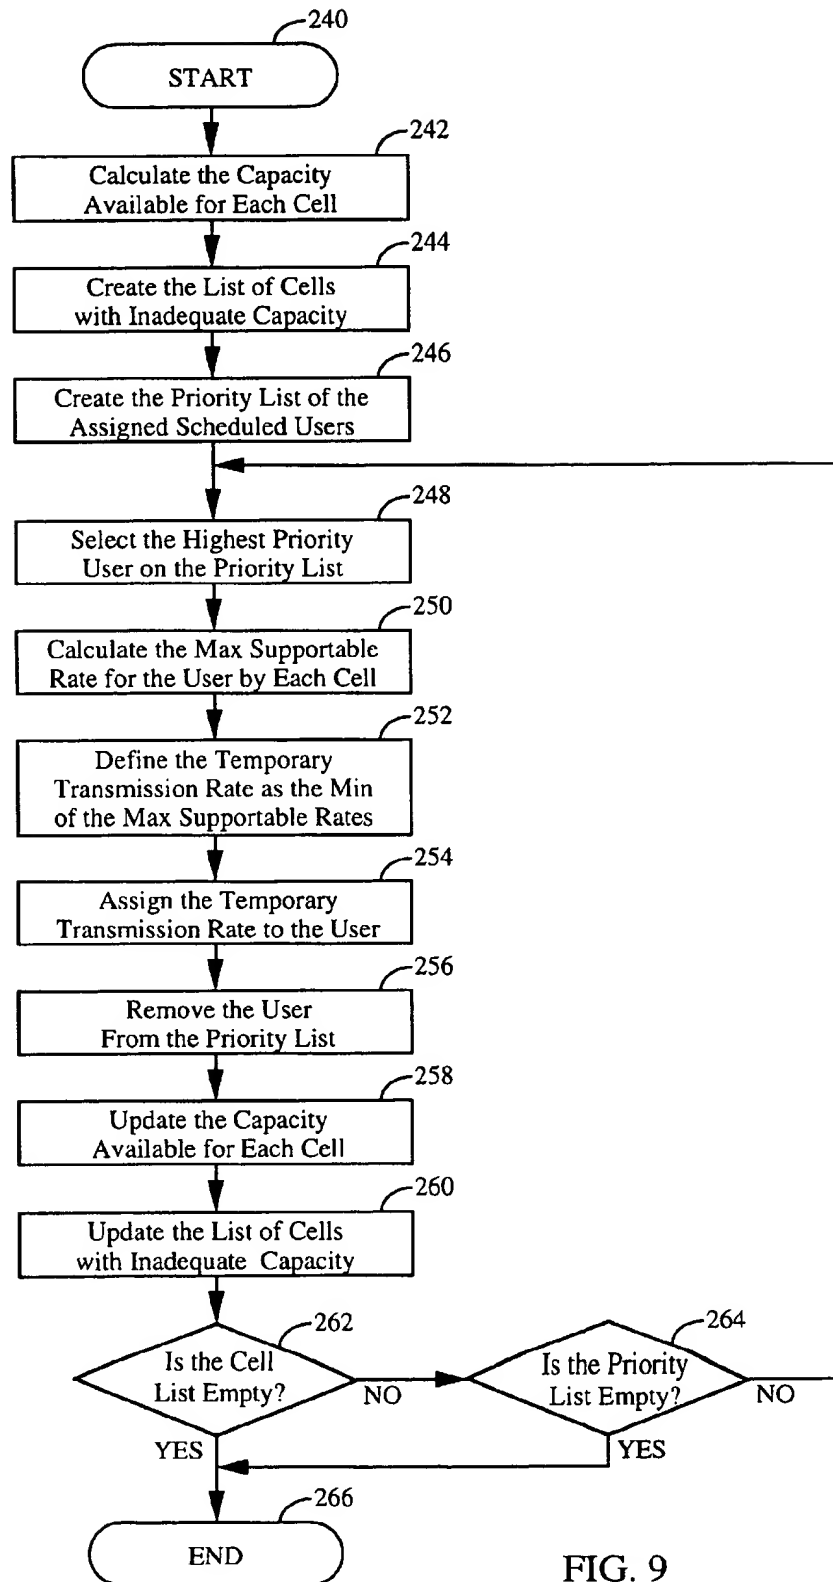 240
START
242
Calculate the Capacity
Available for Each Cell
244
Create the List of Cells
with Inadequate Capacity
246
Create the Priority List of the
Assigned Scheduled Users
248
Select the Highest Priority
User on the Priority List
250
Calculate the Max Supportable
Rate for the User by Each Cell
252
Define the Temporary
Transmission Rate as the Min
of the Max Supportable Rates
254
Assign the Temporary
Transmission Rate to the User
256
Remove the User
From the Priority List
258
Update the Capacity
Available for Each Cell
260
Update the List of Cells
with Inadequate Capacity
262
Is the Cell
List Empty?
NO
YES
264
Is the Priority
List Empty?
NO
YES
266
END
FIG. 9